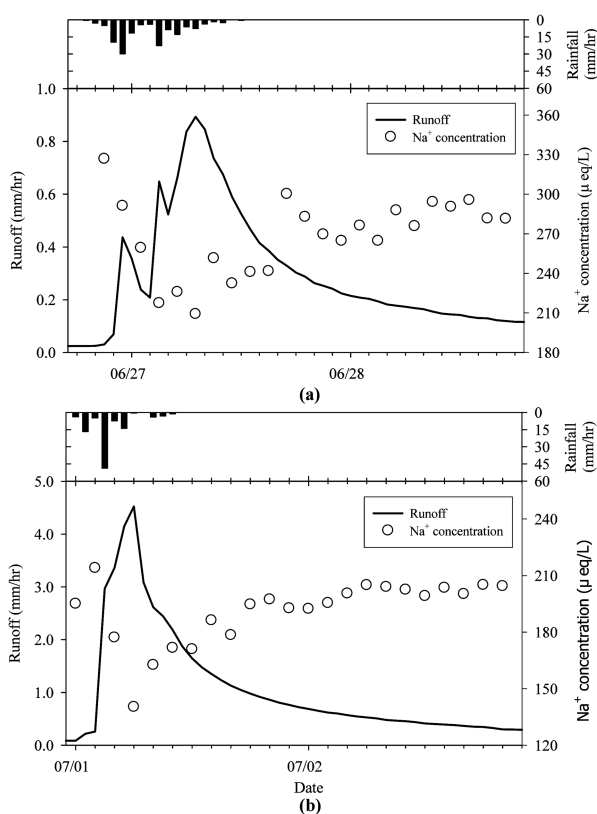 0
15
30
45
60
Rainfall
(mm/hr)
1.0
0.8
0.6
0.4
0.2
0.0
Runoff (mm/hr)
Runoff
Na+ concentration
360
330
300
270
240
210
180
Na+ concentration (μ eq/L)
06/27
06/28
(a)
0
15
30
45
60
Rainfall
(mm/hr)
5.0
4.0
3.0
2.0
1.0
0.0
Runoff (mm/hr)
Runoff
Na+ concentration
240
210
180
150
120
Na+ concentration (μ eq/L)
07/01
07/02
Date
(b)